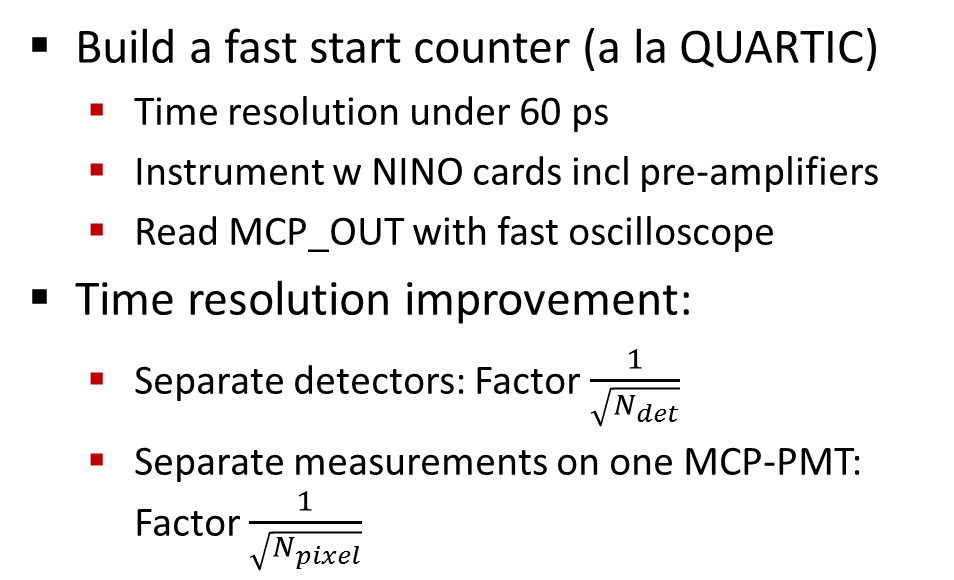 ▪ Build a fast start counter (a la QUARTIC)
▪ Time resolution under 60 ps
▪ Instrument w NINO cards incl pre-amplifiers
▪ Read MCP_OUT with fast oscilloscope
▪ Time resolution improvement:
▪ Separate detectors: Factor $\frac{1}{\sqrt{N_{det}}}$
▪ Separate measurements on one MCP-PMT:
Factor $\frac{1}{\sqrt{N_{pixel}}}$